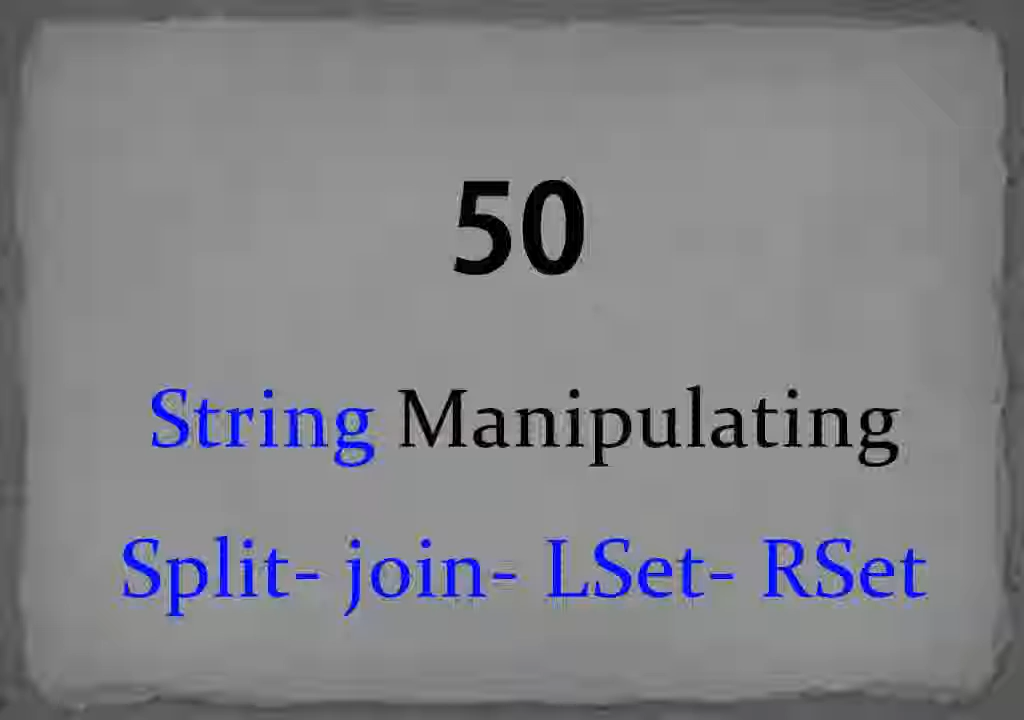 50
String Manipulating
Split- join- LSet- RSet